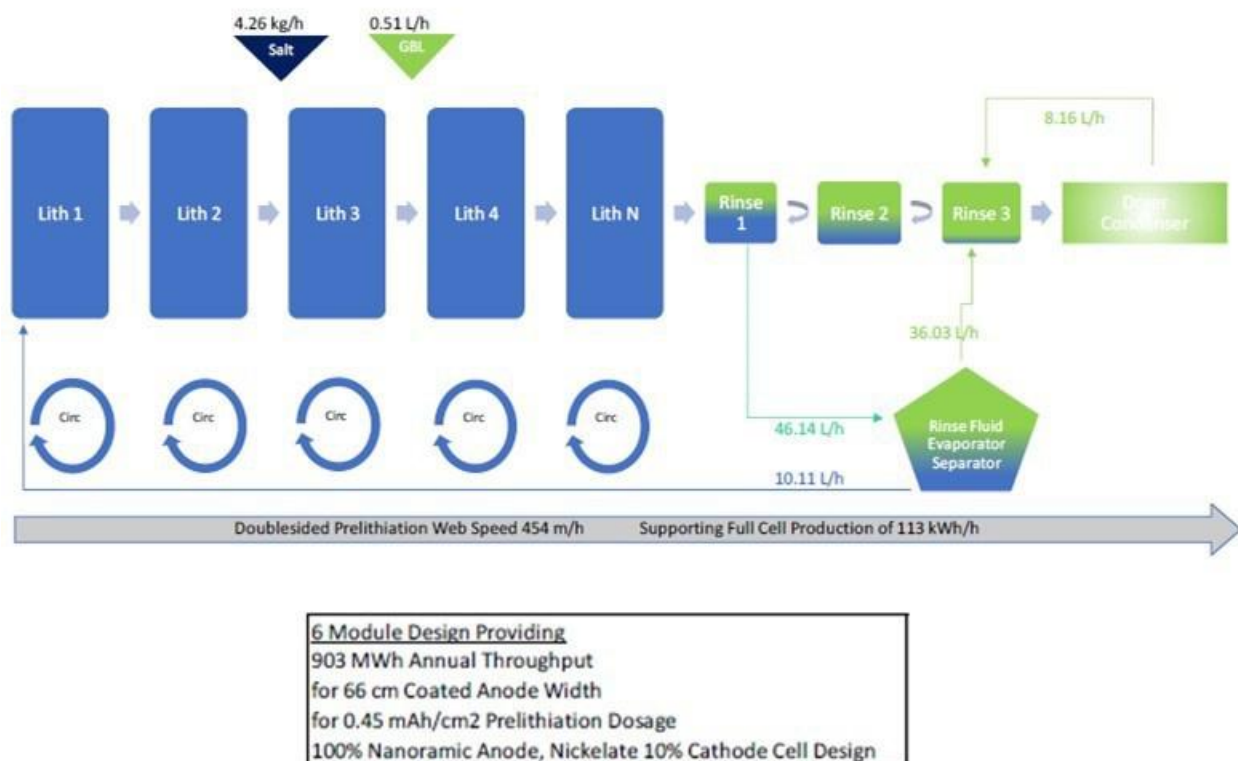 4.26 kg/h
0.51 L/h
Salt
GBL
8.16 L/h
Lith 1
Lith 2
Lith 3
Lith 4
Lith N
Rinse
1
Rinse 2
Rinse 3
Condenser
36.03 L/h
Circ
Circ
Circ
Circ
Circ
46.14 L/h
Rinse Fluid
Evaporator
Separator
10.11 L/h
Doublesided Prelithiation Web Speed 454 m/h
Supporting Full Cell Production of 113 kWh/h
6 Module Design Providing
903 MWh Annual Throughput
for 66 cm Coated Anode Width
for 0.45 mAh/cm2 Prelithiation Dosage
100% Nanoramic Anode, Nickelate 10% Cathode Cell Design